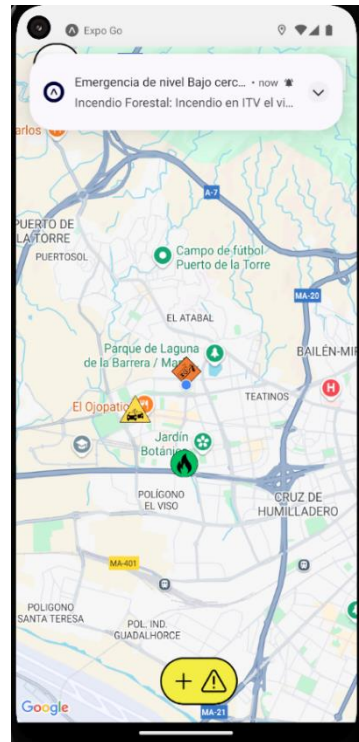 Expo Go
Emergencia de nivel Bajo cerc... • now
Incendio Forestal: Incendio en ITV el vi...
arlos
A-7
PUERTO DE
LA TORRE
PUERTOSOL
Campo de fútbol
Puerto de la Torre
MA-20
EL ATABAL
Parque de Laguna
de la Barrera / Ma
BAILÉN-MIR
H
TEATINOS
El Ojopatio
Jardín
Botánic
POLÍGONO
EL VISO
CRUZ DE
HUMILLADERO
MA-401
POLIGONO
SANTA TERESA
POL. IND.
GUADALHORCE
+
Google
MA-21